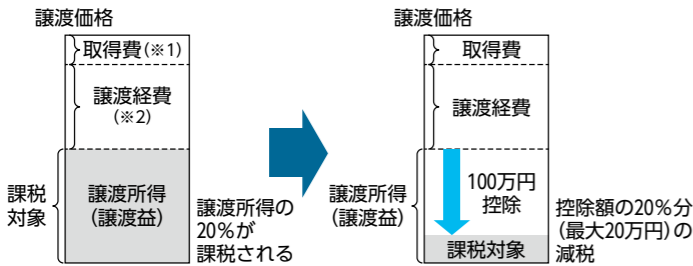 譲渡価格
取得費(※1)
譲渡経費
(※2)
課税
対象
譲渡所得
(譲渡益)
譲渡所得の
20%が
課税される
譲渡価格
取得費
譲渡経費
譲渡所得
(譲渡益)
100万円
控除
課税対象
控除額の20%分
(最大20万円)の
減税